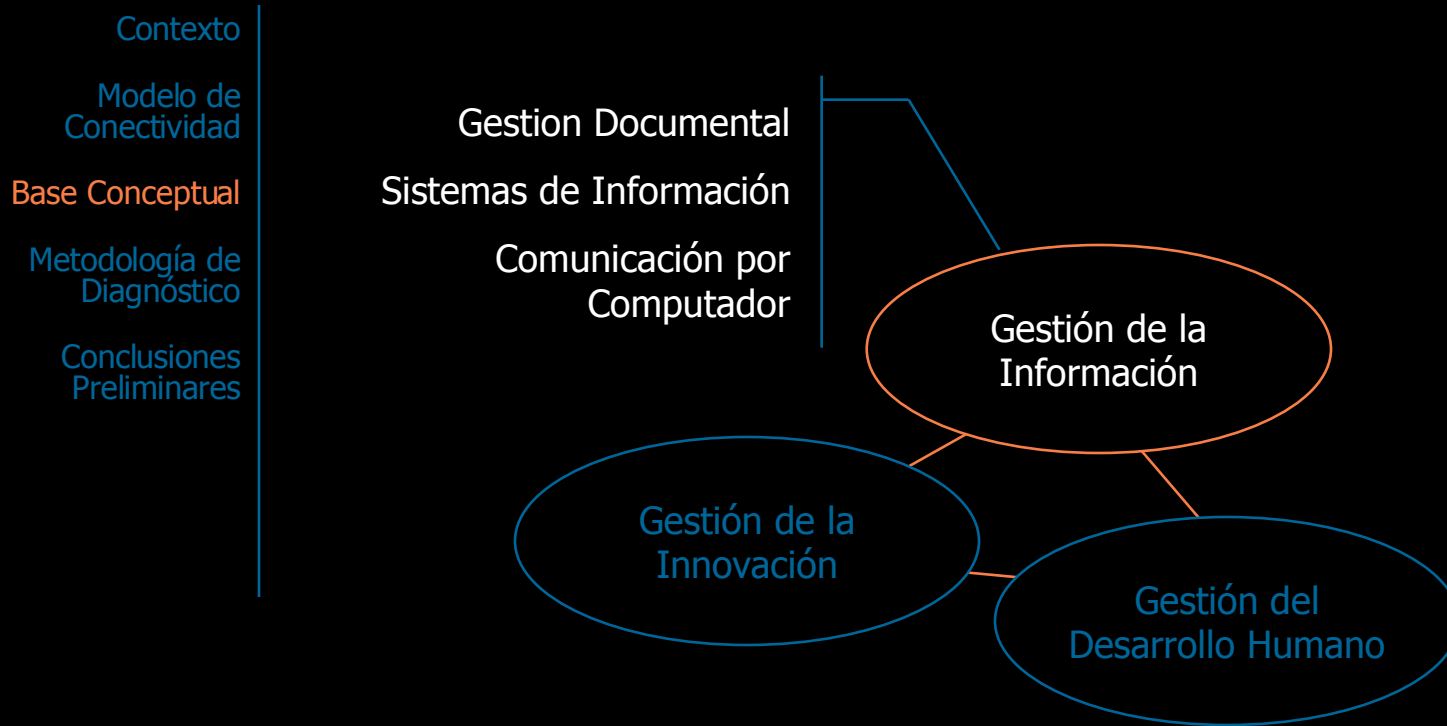 Contexto
Modelo de
Conectividad
Base Conceptual
Metodología de
Diagnóstico
Conclusiones
Preliminares
Gestion Documental
Sistemas de Información
Comunicación por
Computador
Gestión de la
Información
Gestión de la
Innovación
Gestión del
Desarrollo Humano